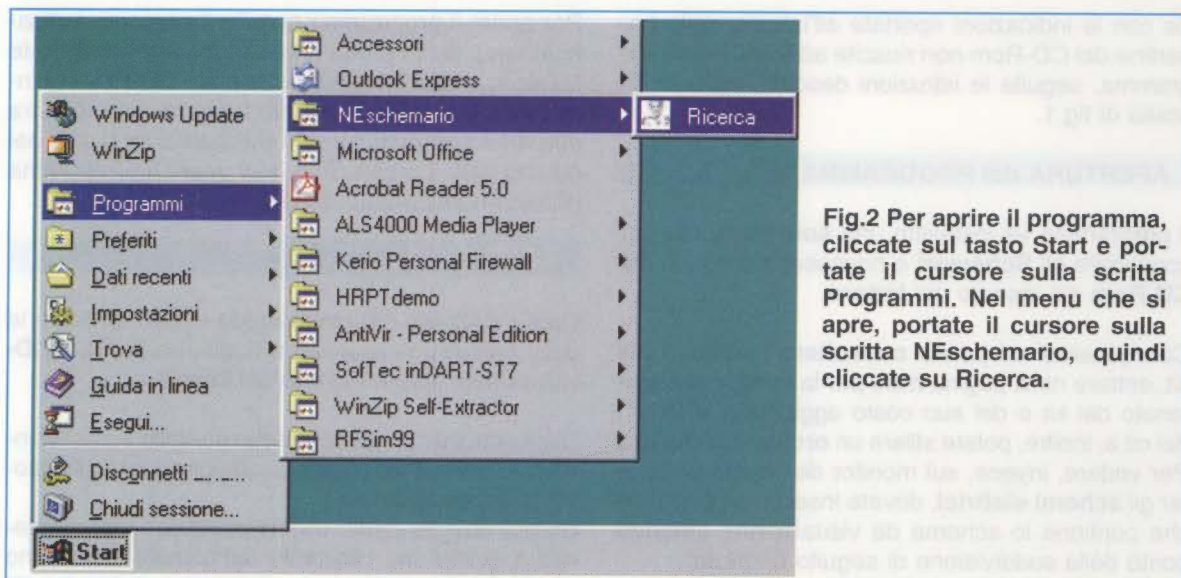 Windows Update
WinZip
Programmi
Preferiti
Dati recenti
Impostazioni
Trova
Guida in linea
Esegui...
Disconnetti ........
Chiudi sessione...
Start
Accessori
Outlook Express
NEschemario
Microsoft Office
Acrobat Reader 5.0
ALS4000 Media Player
Kerio Personal Firewall
HRPTdemo
AntiVir - Personal Edition
SofTec inDART-ST7
WinZip Self-Extractor
RFSim99
Ricerca
Fig.2 Per aprire il programma,
cliccate sul tasto Start e por-
tate il cursore sulla scritta
Programmi. Nel menu che si
apre, portate il cursore sulla
scritta NEschemario, quindi
cliccate su Ricerca.